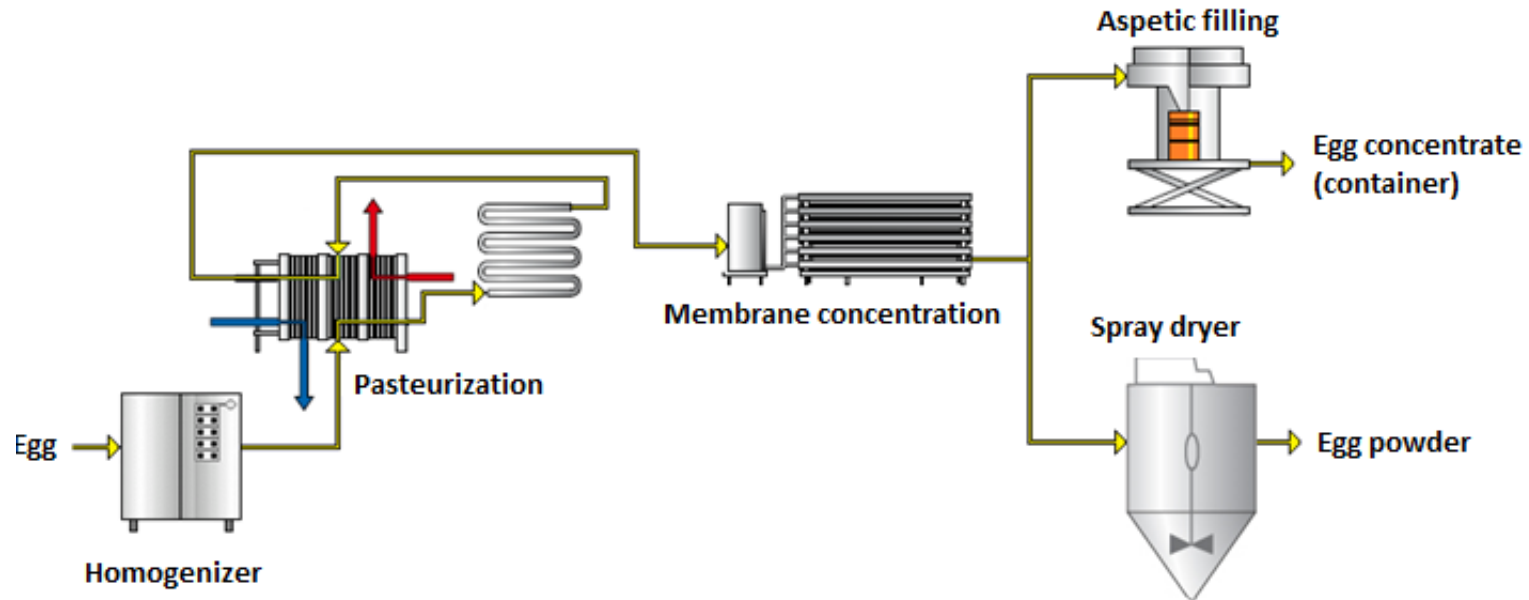 Aspetic filling
Egg concentrate
(container)
Membrane concentration
Spray dryer
Pasteurization
Egg
Egg powder
Homogenizer